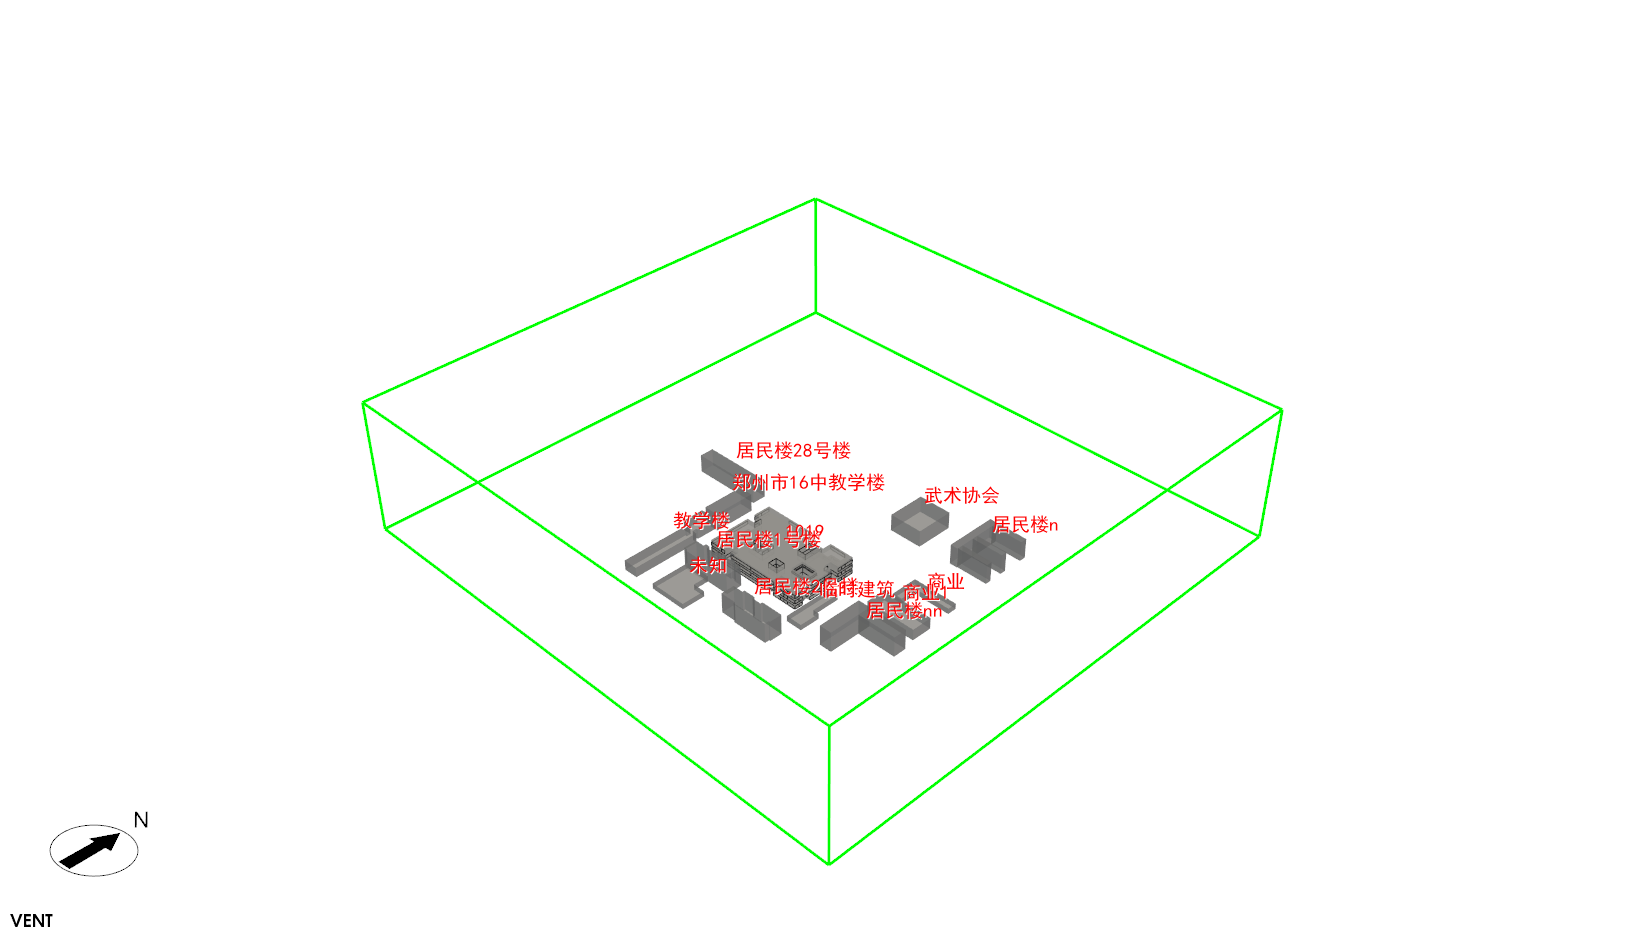 居民楼28号楼
郑州市16中教学楼
武术协会
教学楼
居民楼n
1019
居民楼1号楼
未知
商业
居民楼2号楼
临时建筑
商业1
居民楼nn
N
VENT